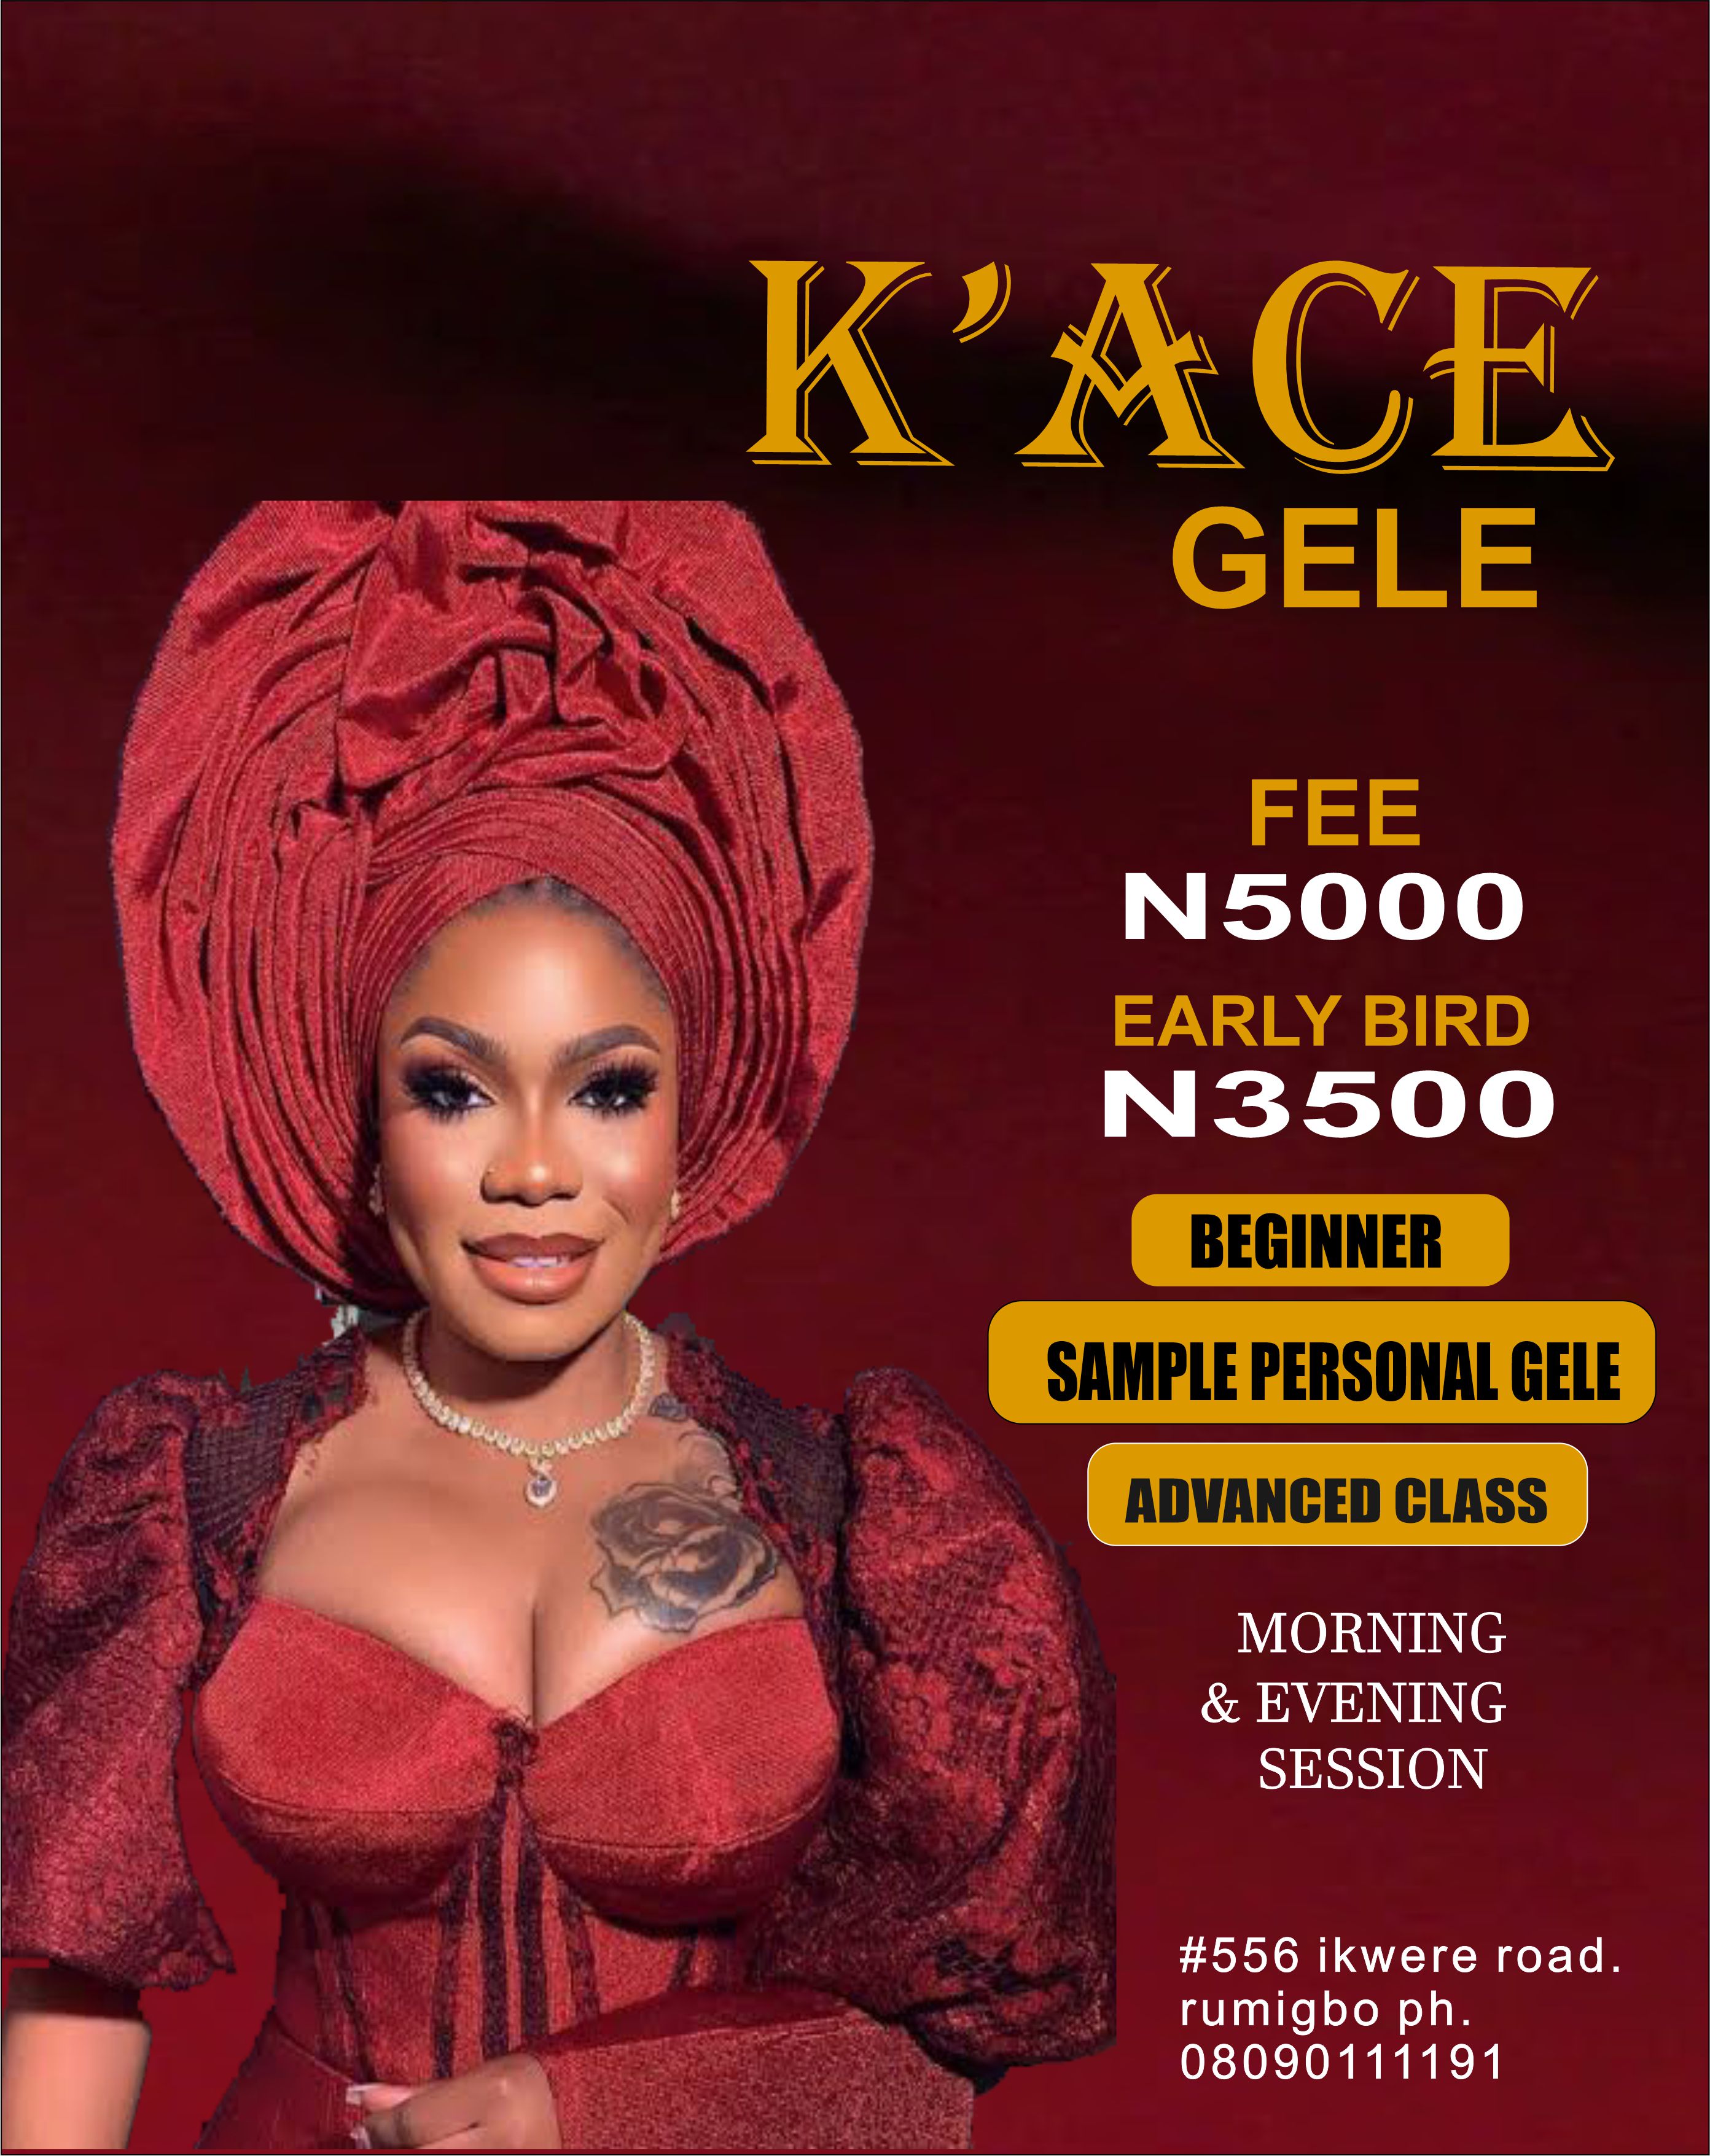 K’ACE
GELE
FEE
N5000
EARLY BIRD
N3500
BEGINNER
SAMPLE PERSONAL GELE
ADVANCED CLASS
MORNING
& EVENING
SESSION
#556 ikwere road.
rumigbo ph.
08090111191